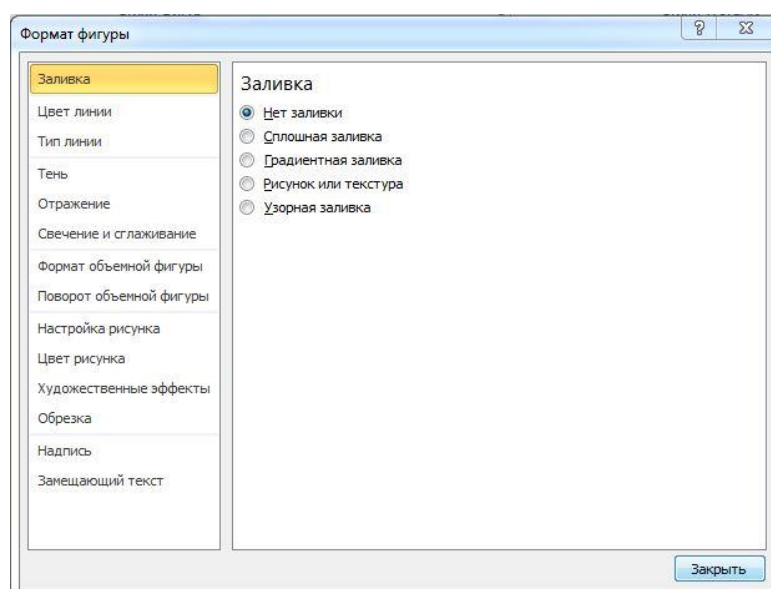 Формат фигуры
Заливка
Цвет линии
Тип линии
Тень
Отражение
Свечение и сглаживание
Формат объемной фигуры
Поворот объемной фигуры
Настройка рисунка
Цвет рисунка
Художественные эффекты
Обрезка
Надпись
Замещающий текст
Заливка
Нет заливки
Сплошная заливка
Градиентная заливка
Рисунок или текстура
Узорная заливка
Закрыть